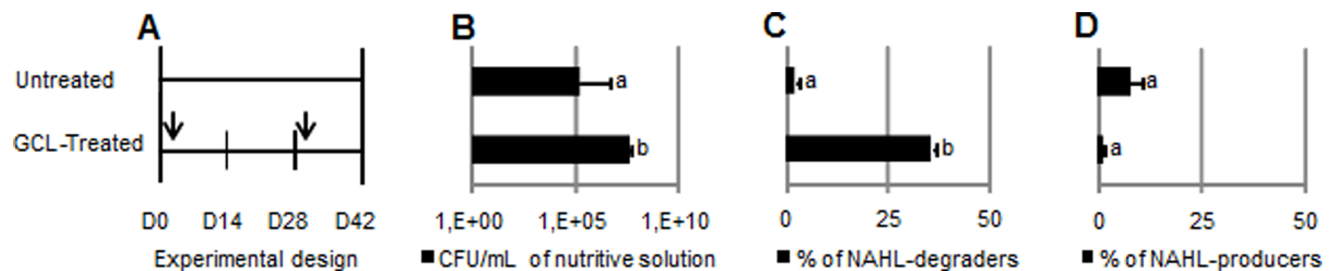 A
B
C
D
Untreated
GCL-Treated
a
b
a
b
a
a
D0 D14 D28 D42
1,E+00 1,E+05 1,E+10
0 25 50
0 25 50
Experimental design
CFU/mL of nutritive solution
% of NAHL-degraders
% of NAHL-producers